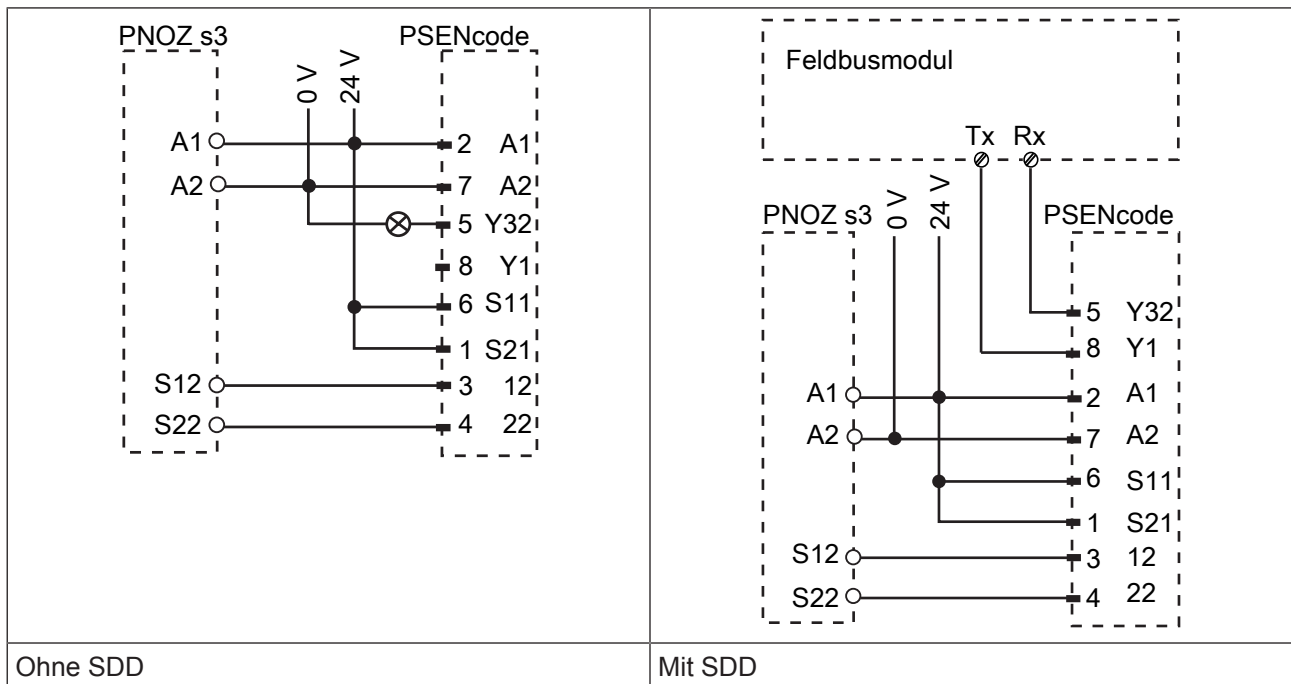 PNOZ s3 PSENcode
0 V
24 V
A1 2 A1
A2 7 A2
5 Y32
8 Y1
6 S11
1 S21
S12 3 12
S22 4 22
Ohne SDD
Feldbusmodul
Tx Rx
PNOZ s3 PSENcode
0 V
24 V
5 Y32
8 Y1
A1 2 A1
A2 7 A2
6 S11
1 S21
S12 3 12
S22 4 22
Mit SDD